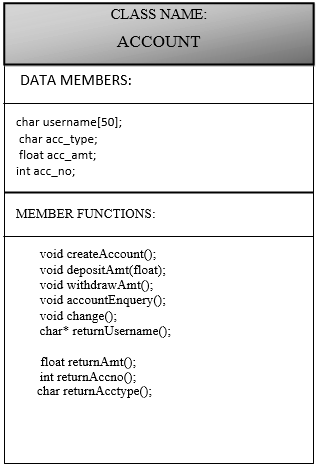 CLASS NAME:
ACCOUNT
DATA MEMBERS:
char username[50];
char acc_type;
float acc_amt;
int acc_no;
MEMBER FUNCTIONS:
void createAccount();
void depositAmt(float);
void withdrawAmt();
void accountEnquery();
void change();
char* returnUsername();
float returnAmt();
int returnAccno();
char returnAcctype();